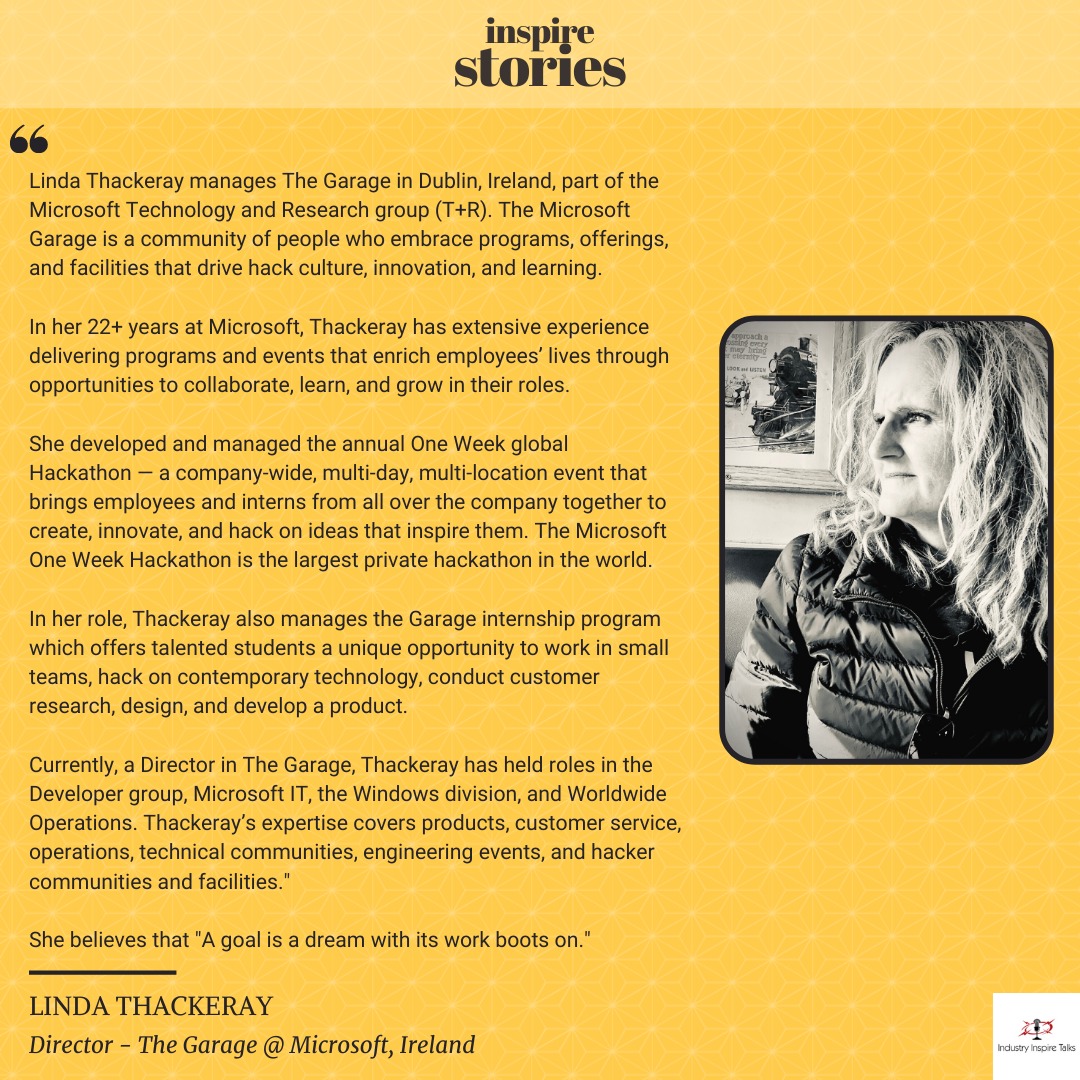 inspire
stories
“
Linda Thackeray manages The Garage in Dublin, Ireland, part of the
Microsoft Technology and Research group (T+R). The Microsoft
Garage is a community of people who embrace programs, offerings,
and facilities that drive hack culture, innovation, and learning.
In her 22+ years at Microsoft, Thackeray has extensive experience
delivering programs and events that enrich employees’ lives through
opportunities to collaborate, learn, and grow in their roles.
She developed and managed the annual One Week global
Hackathon — a company-wide, multi-day, multi-location event that
brings employees and interns from all over the company together to
create, innovate, and hack on ideas that inspire them. The Microsoft
One Week Hackathon is the largest private hackathon in the world.
In her role, Thackeray also manages the Garage internship program
which offers talented students a unique opportunity to work in small
teams, hack on contemporary technology, conduct customer
research, design, and develop a product.
Currently, a Director in The Garage, Thackeray has held roles in the
Developer group, Microsoft IT, the Windows division, and Worldwide
Operations. Thackeray’s expertise covers products, customer service,
operations, technical communities, engineering events, and hacker
communities and facilities."
She believes that "A goal is a dream with its work boots on."
LINDA THACKERAY
Director - The Garage @ Microsoft, Ireland
approach a
every
may bring
eternity
LOOK and LISTEN
Industry Inspire Talks